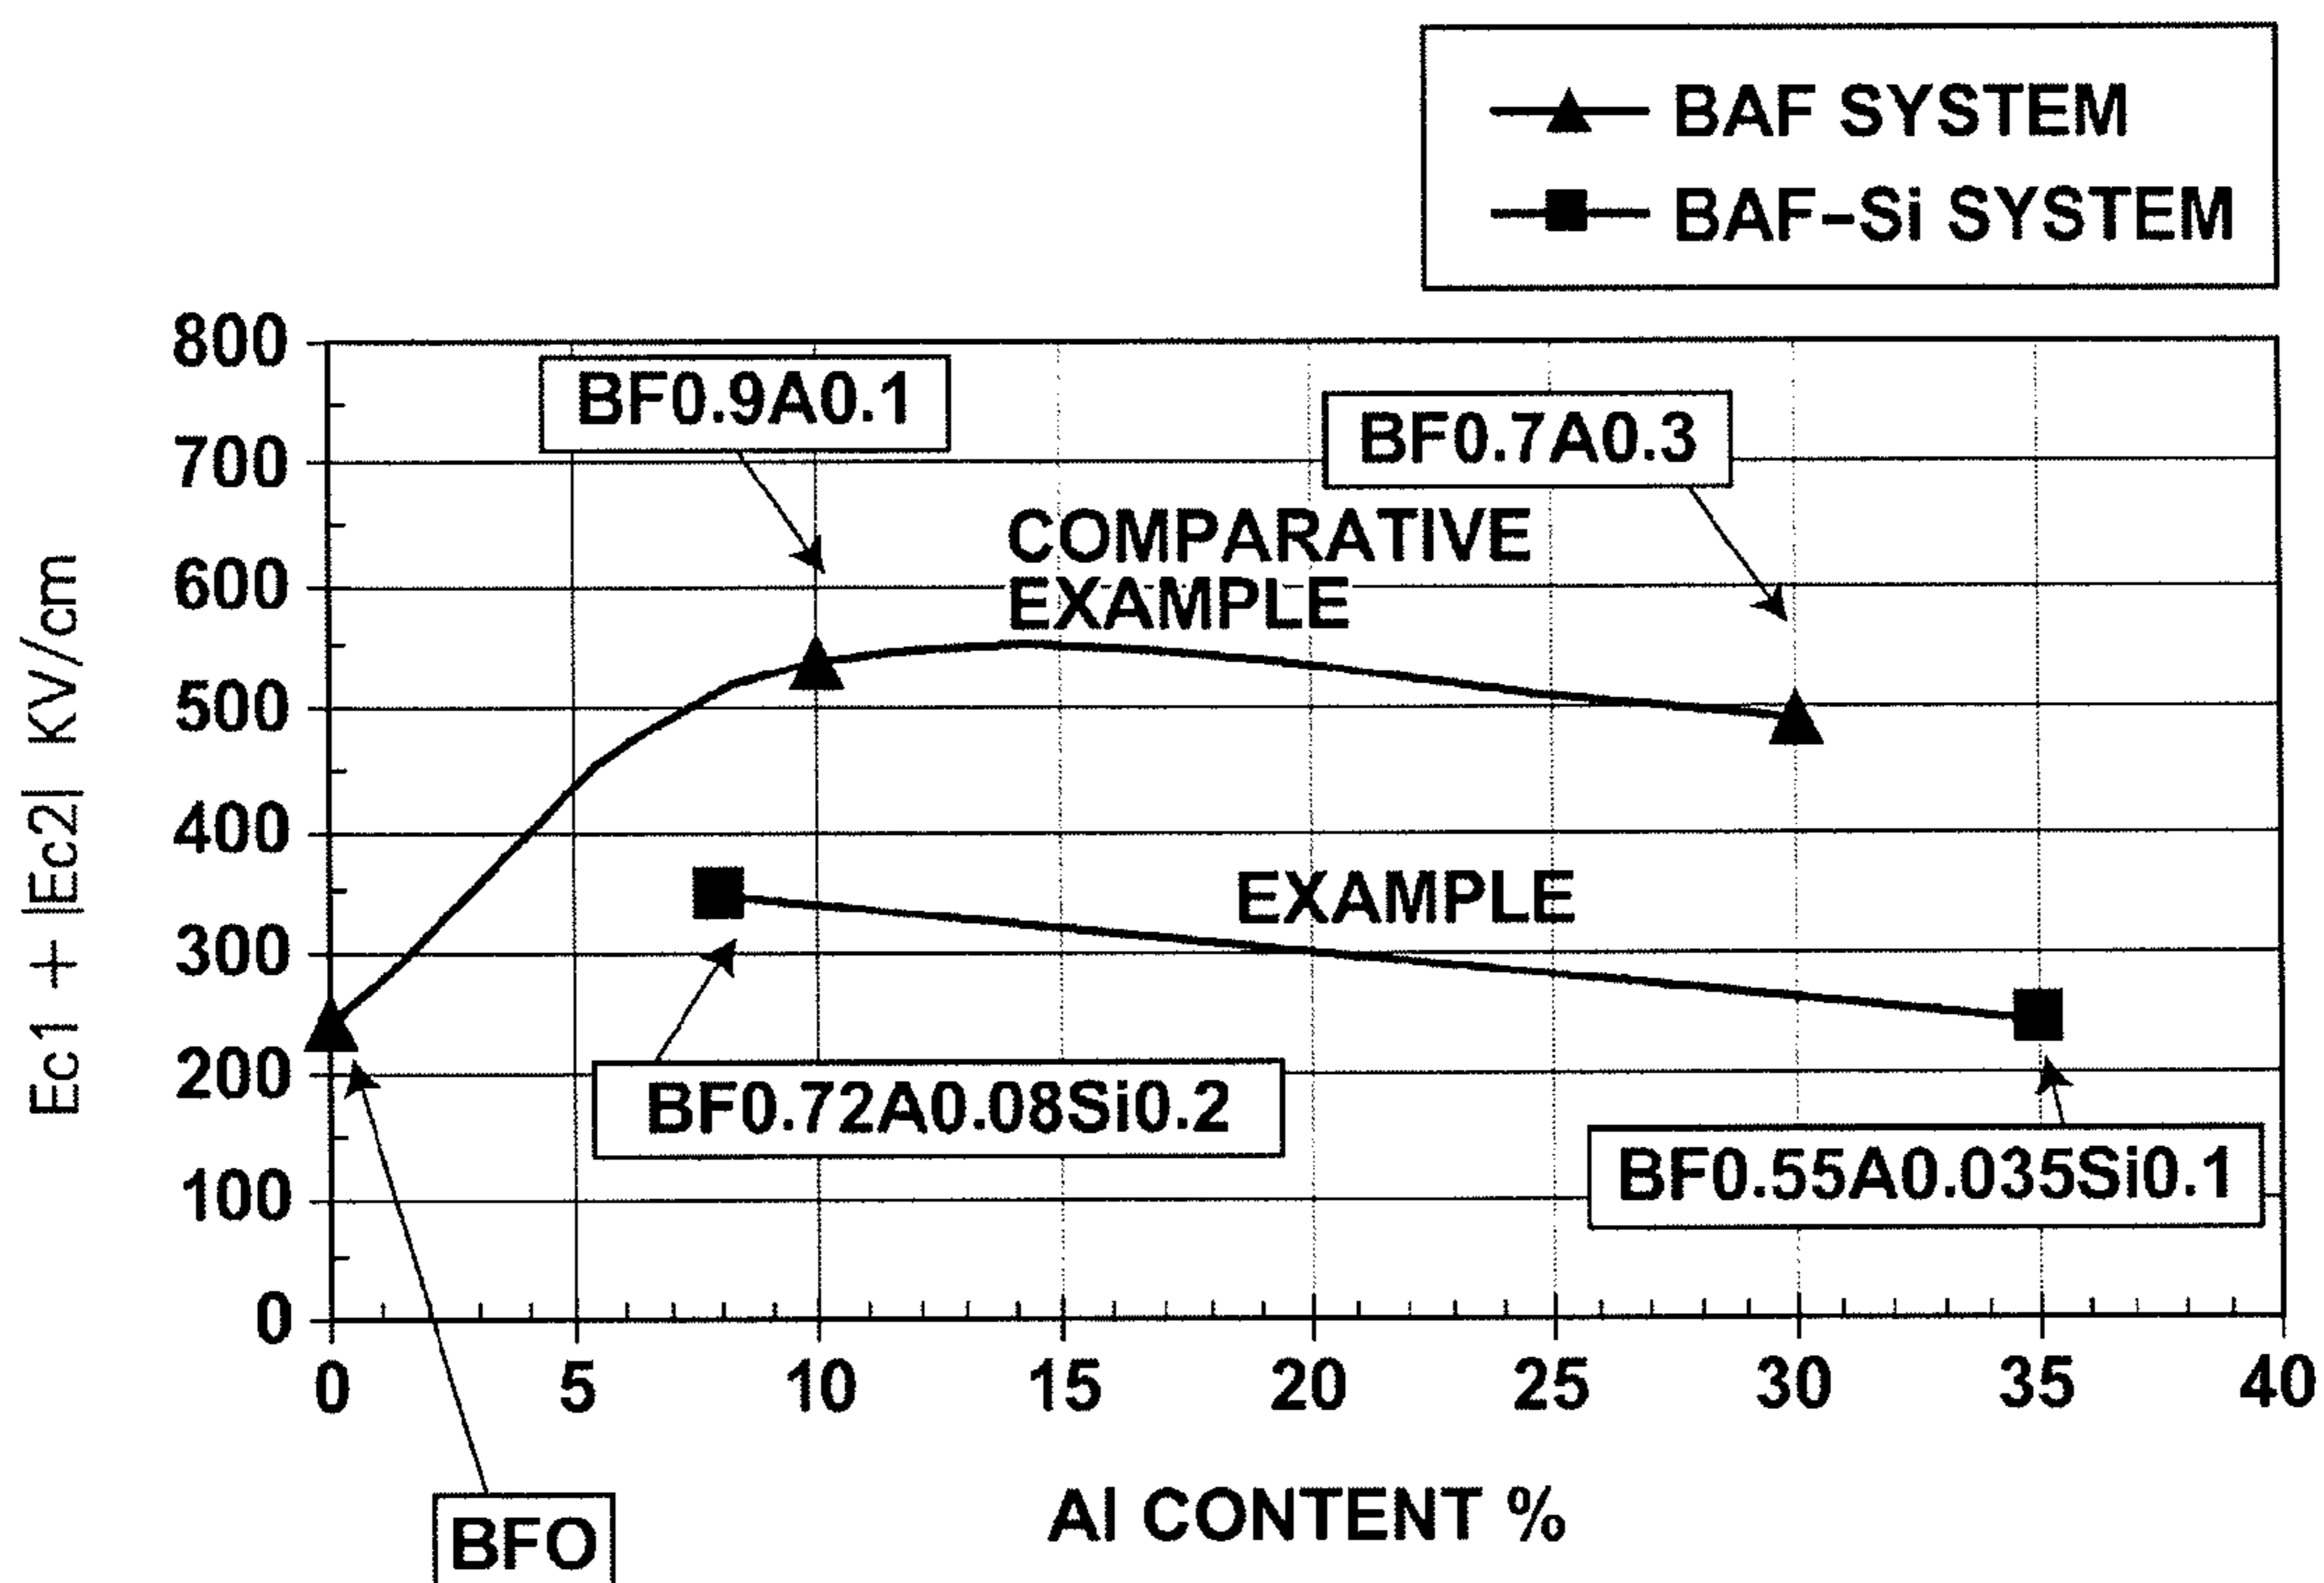 BAF SYSTEM
BAF-Si SYSTEM
800
700
600
500
400
300
200
100
0
Ec1 + |Ec2| KV/cm
BF0.9A0.1
BF0.7A0.3
COMPARATIVE
EXAMPLE
EXAMPLE
BF0.72A0.08Si0.2
BF0.55A0.035Si0.1
0 5 10 15 20 25 30 35 40
Al CONTENT %
BFO